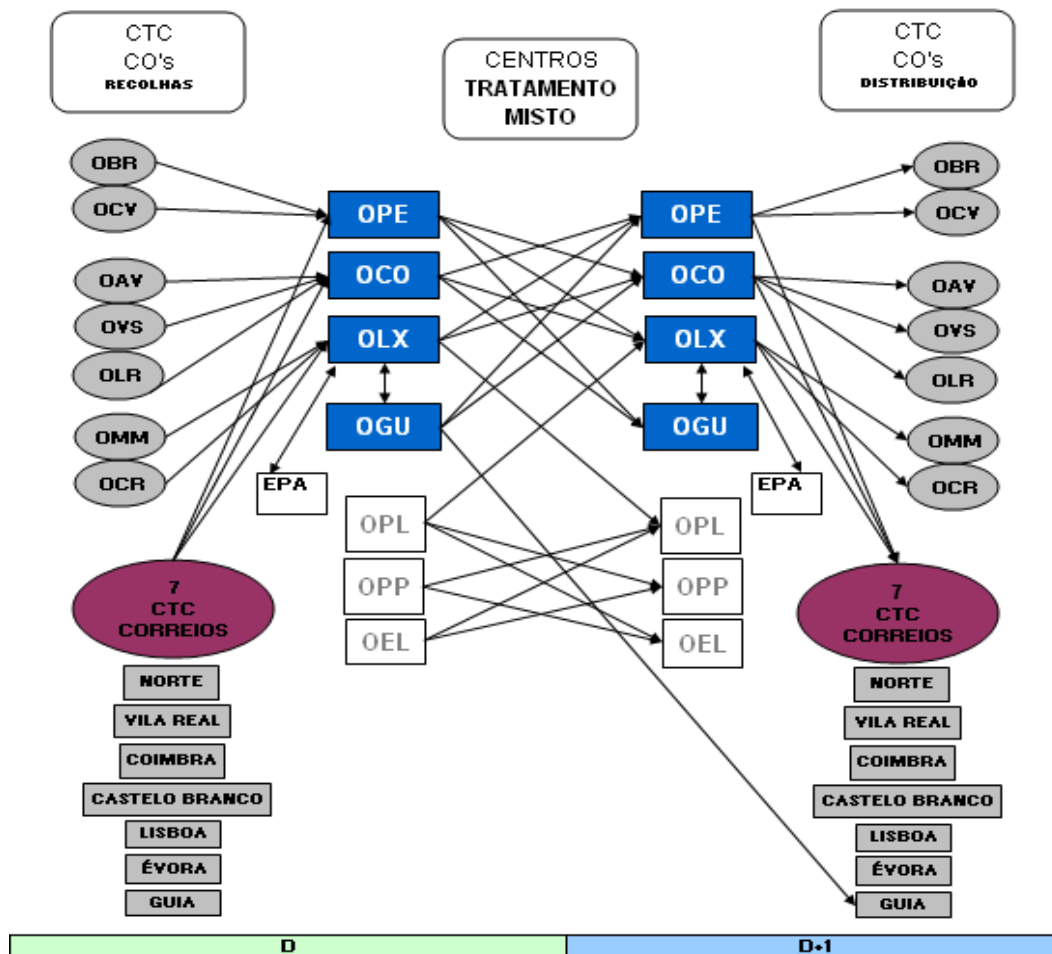 CTC
CO's
RECOLHAS
CENTROS
TRATAMENTO
MISTO
CTC
CO's
DISTRIBUIÇÃO
OBR
OCV
OAV
OVS
OLR
OMM
OCR
7
CTC
CORREIOS
NORTE
VILA REAL
COIMBRA
CASTELO BRANCO
LISBOA
ÉVORA
GUIA
OPE
OCO
OLX
OGU
EPA
OPL
OPP
OEL
OPE
OCO
OLX
OGU
EPA
OPL
OPP
OEL
OBR
OCV
OAV
OVS
OLR
OMM
OCR
7
CTC
CORREIOS
NORTE
VILA REAL
COIMBRA
CASTELO BRANCO
LISBOA
ÉVORA
GUIA
D
D+1